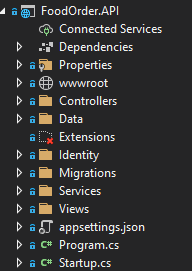 FoodOrder.API
Connected Services
Dependencies
Properties
wwwroot
Controllers
Data
Extensions
Identity
Migrations
Services
Views
appsettings.json
C# Program.cs
C# Startup.cs